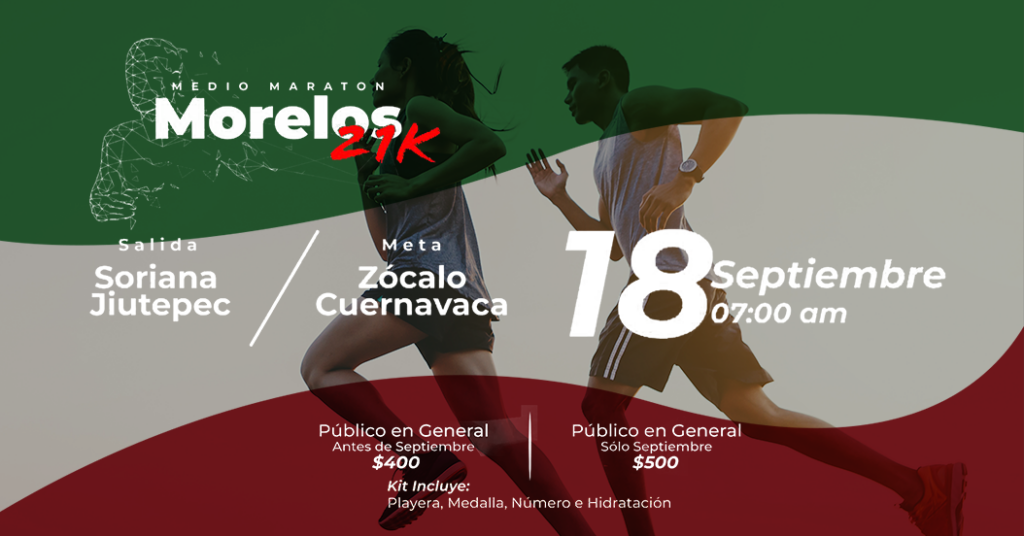 MEDIO MARATON
Morelos
21K
Salida
Soriana
Jiutepec
Meta
Zócalo
Cuernavaca
18
Septiembre
07:00 am
Público en General
Antes de Septiembre
$400
Público en General
Sólo Septiembre
$500
Kit Incluye:
Playera, Medalla, Número e Hidratación